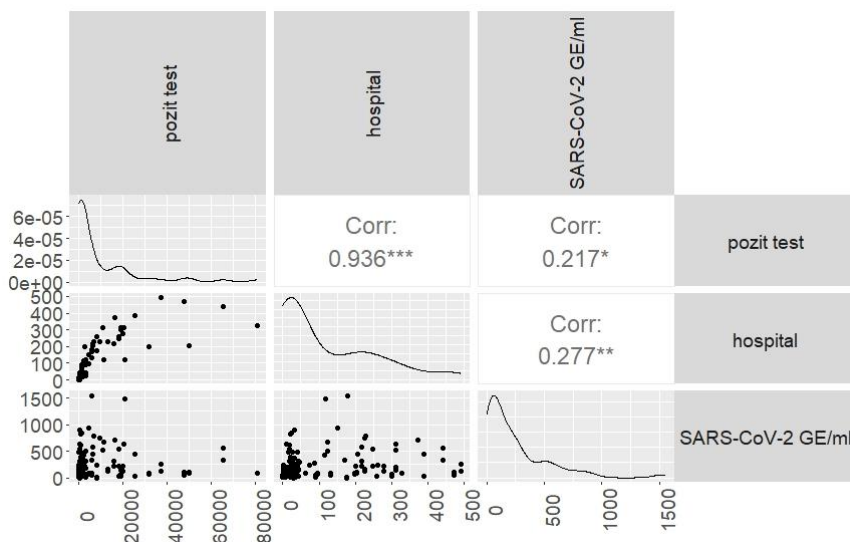 pozit test
hospital
SARS-CoV-2 GE/ml
6e-05
4e-05
2e-05
0e+00
Corr:
0.936***
Corr:
0.217*
pozit test
500
400
300
200
100
0
Corr:
0.277**
hospital
1500
1000
500
0
SARS-CoV-2 GE/ml
0
20000
40000
60000
80000
0
100
200
300
400
500
0
500
1000
1500